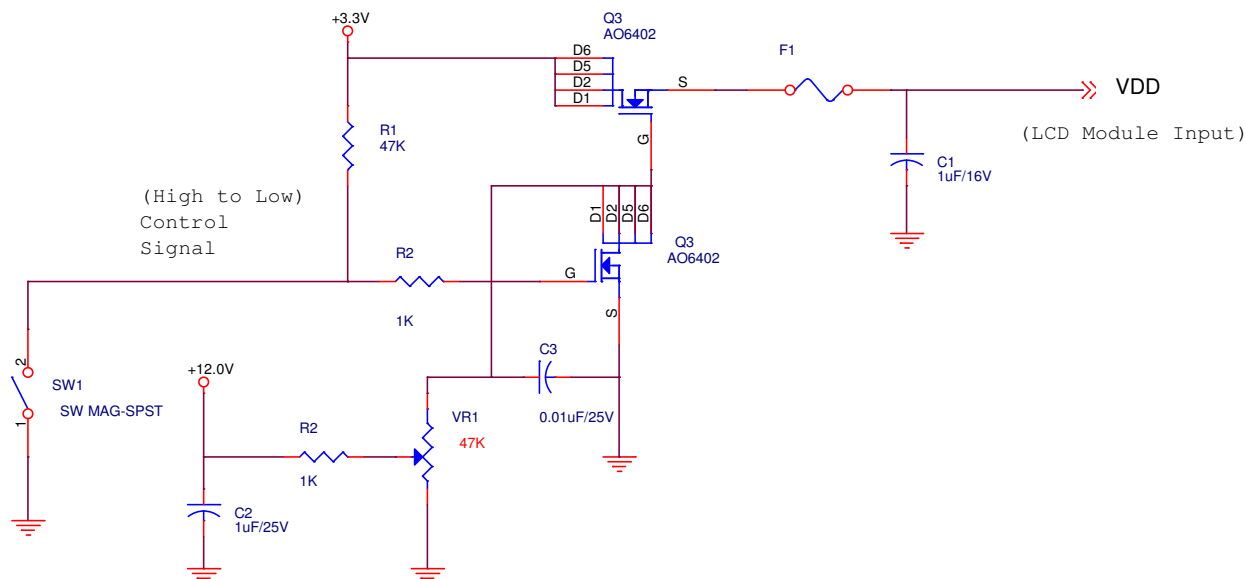 +3.3V
Q3
AO6402
D6
D5
D2
D1
S
G
F1
VDD
(LCD Module Input)
C1
1uF/16V
R1
47K
(High to Low)
Control
Signal
R2
1K
D1
D2
D5
D6
Q3
AO6402
G
S
2
1
SW1
SW MAG-SPST
+12.0V
R2
1K
C2
1uF/25V
VR1
47K
C3
0.01uF/25V